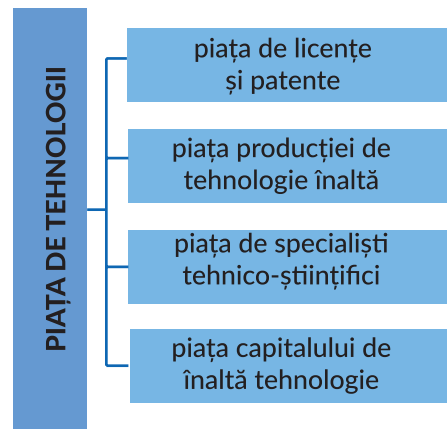 PIAȚA DE TEHNOLOGII
piața de licențe
și patente
piața producției de
tehnologie înaltă
piața de specialiști
tehnico-științifici
piața capitalului de
înaltă tehnologie